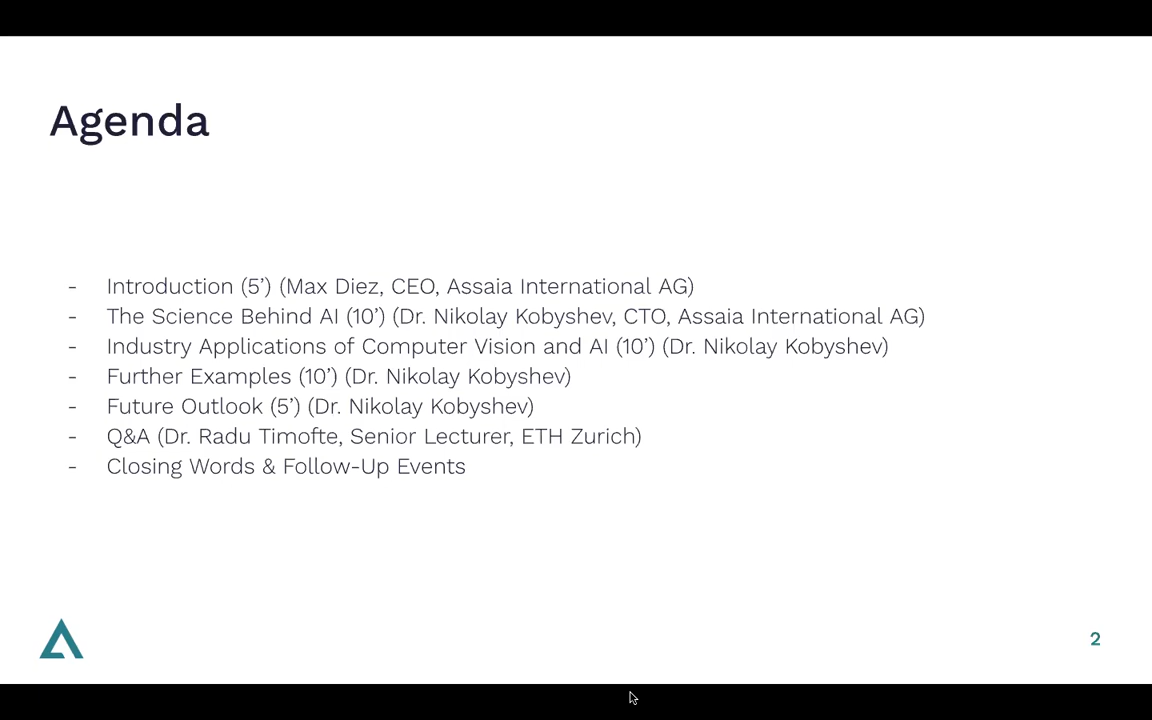 Agenda
- Introduction (5’) (Max Diez, CEO, Assaia International AG)
- The Science Behind AI (10’) (Dr. Nikolay Kobyshev, CTO, Assaia International AG)
- Industry Applications of Computer Vision and AI (10’) (Dr. Nikolay Kobyshev)
- Further Examples (10’) (Dr. Nikolay Kobyshev)
- Future Outlook (5’) (Dr. Nikolay Kobyshev)
- Q&A (Dr. Radu Timofte, Senior Lecturer, ETH Zurich)
- Closing Words & Follow-Up Events
2